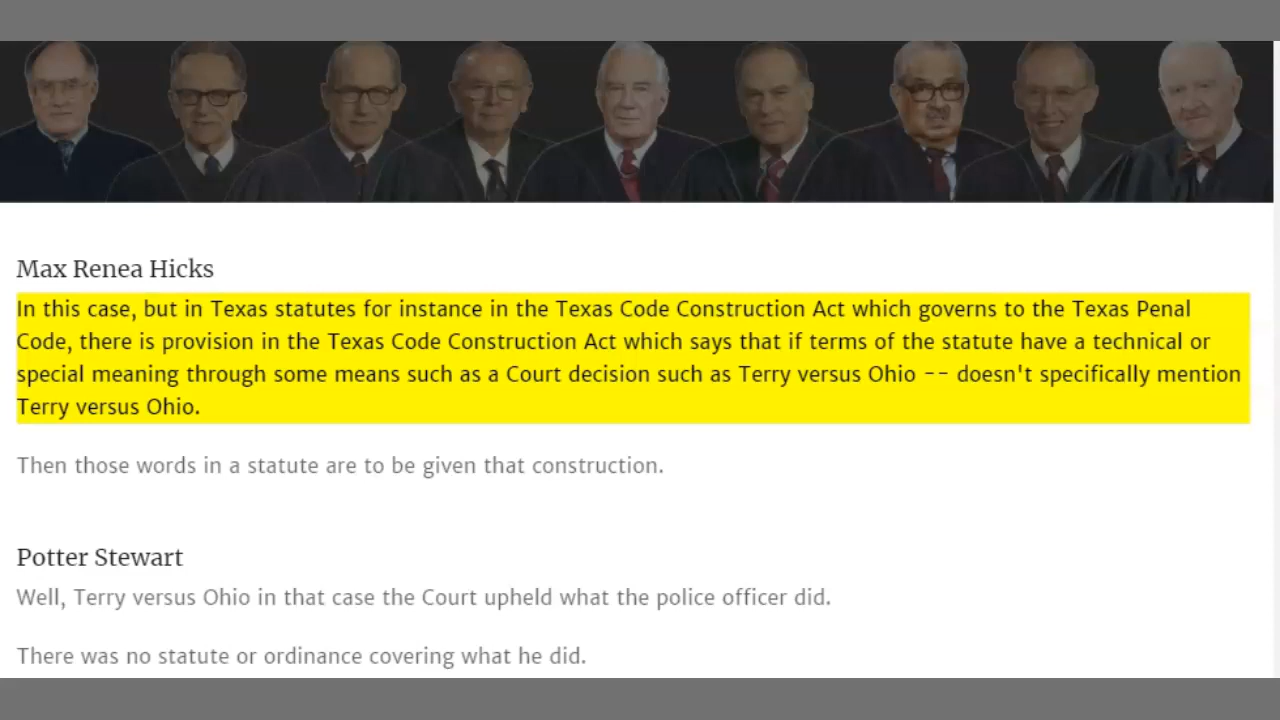 Max Renea Hicks
In this case, but in Texas statutes for instance in the Texas Code Construction Act which governs to the Texas Penal
Code, there is provision in the Texas Code Construction Act which says that if terms of the statute have a technical or
special meaning through some means such as a Court decision such as Terry versus Ohio -- doesn't specifically mention
Terry versus Ohio.
Then those words in a statute are to be given that construction.
Potter Stewart
Well, Terry versus Ohio in that case the Court upheld what the police officer did.
There was no statute or ordinance covering what he did.